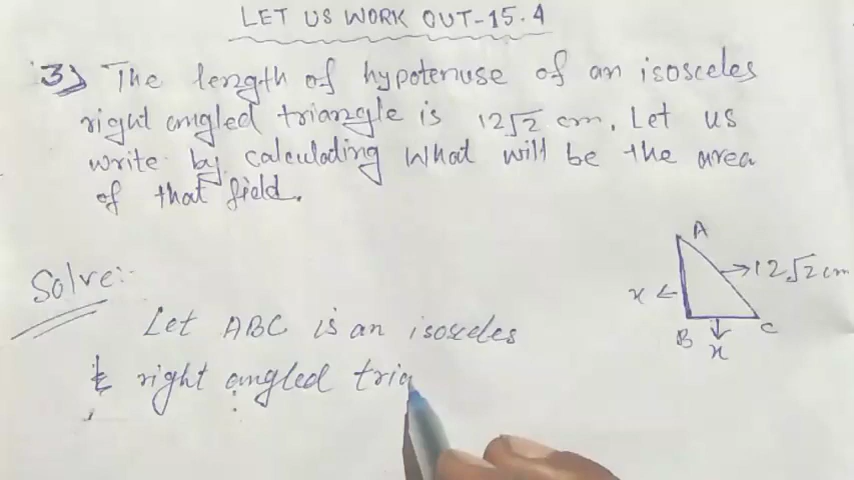 LET US WORK OUT-15.4
3) The length of hypotenuse of an isosceles
right angled triangle is 12√2 cm. Let us
write by calculating What will be the area
of that field.
Solve:-
Let ABC is an isosceles
right angled tria
A
12√2 cm
x
B
x
C